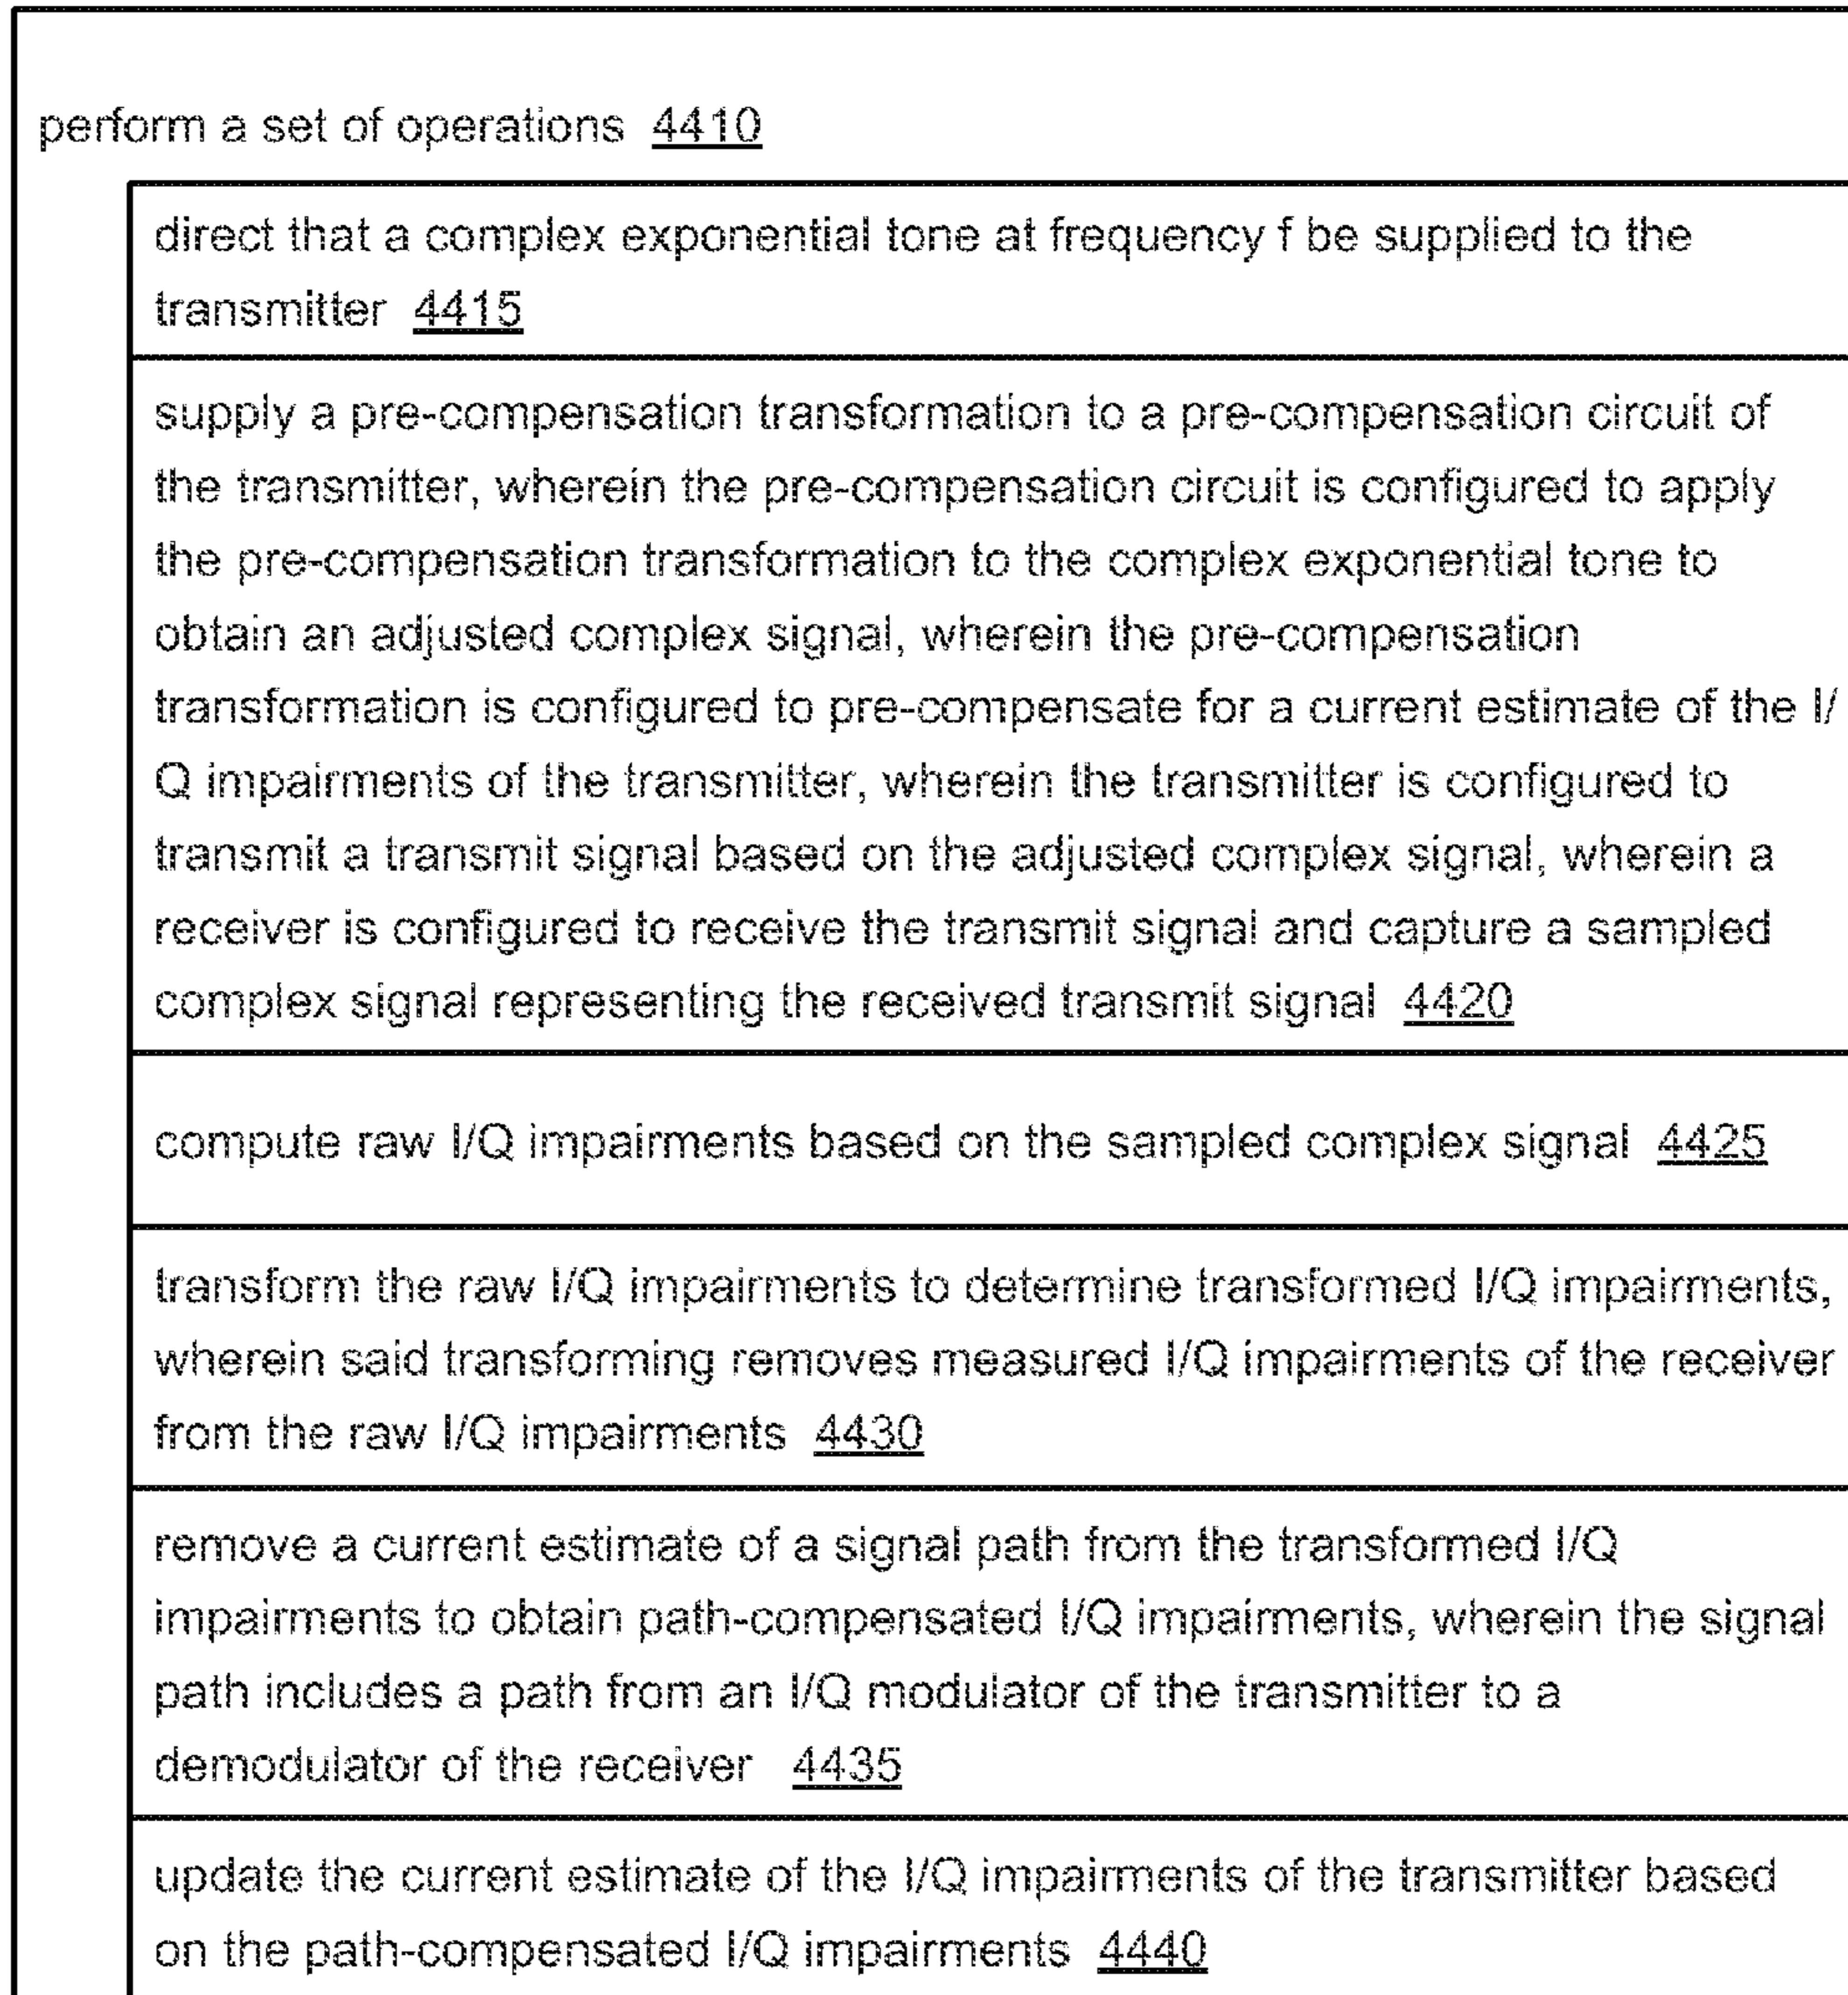 perform a set of operations 4410
direct that a complex exponential tone at frequency f be supplied to the
transmitter 4415
supply a pre-compensation transformation to a pre-compensation circuit of
the transmitter, wherein the pre-compensation circuit is configured to apply
the pre-compensation transformation to the complex exponential tone to
obtain an adjusted complex signal, wherein the pre-compensation
transformation is configured to pre-compensate for a current estimate of the I/
Q impairments of the transmitter, wherein the transmitter is configured to
transmit a transmit signal based on the adjusted complex signal, wherein a
receiver is configured to receive the transmit signal and capture a sampled
complex signal representing the received transmit signal 4420
compute raw I/Q impairments based on the sampled complex signal 4425
transform the raw I/Q impairments to determine transformed I/Q impairments,
wherein said transforming removes measured I/Q impairments of the receiver
from the raw I/Q impairments 4430
remove a current estimate of a signal path from the transformed I/Q
impairments to obtain path-compensated I/Q impairments, wherein the signal
path includes a path from an I/Q modulator of the transmitter to a
demodulator of the receiver 4435
update the current estimate of the I/Q impairments of the transmitter based
on the path-compensated I/Q impairments 4440